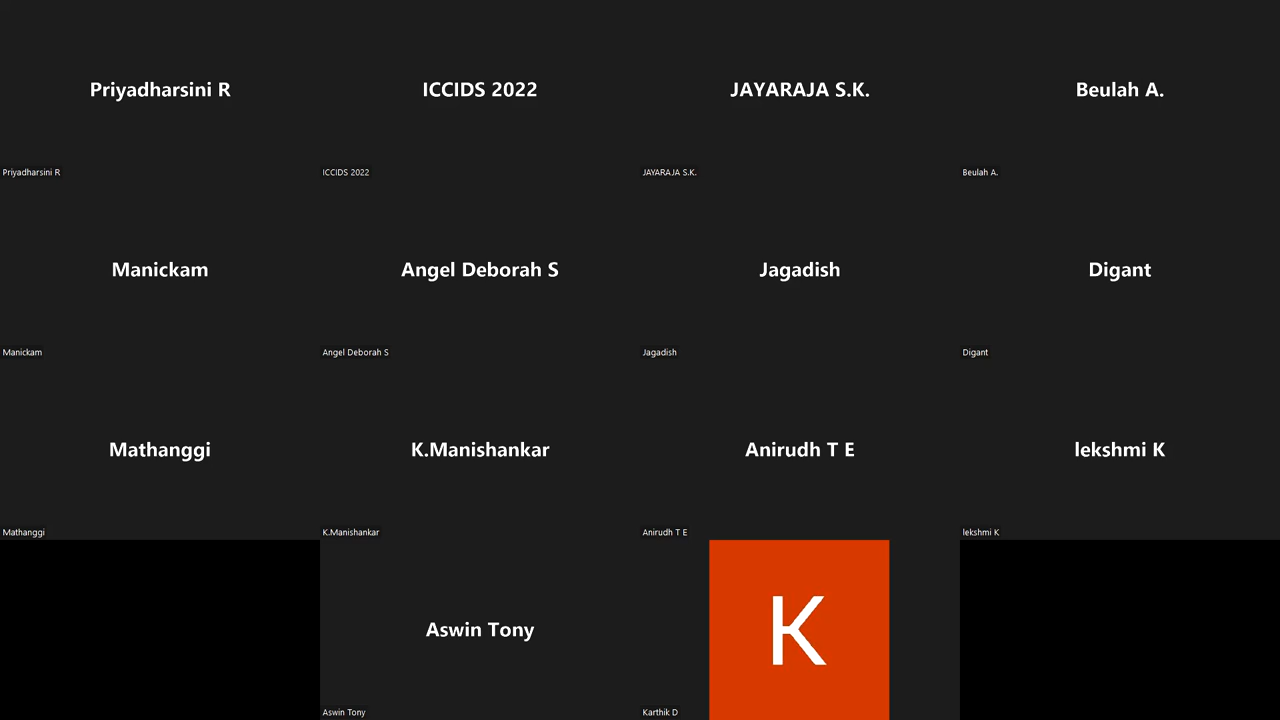 Priyadharsini R
ICCIDS 2022
JAYARAJA S.K.
Beulah A.
Priyadharsini R
ICCIDS 2022
JAYARAJA S.K.
Beulah A.
Manickam
Angel Deborah S
Jagadish
Digant
Manickam
Angel Deborah S
Jagadish
Digant
Mathanggi
K.Manishankar
Anirudh T E
lekshmi K
Mathanggi
K.Manishankar
Anirudh T E
lekshmi K
Aswin Tony
K
Aswin Tony
Karthik D